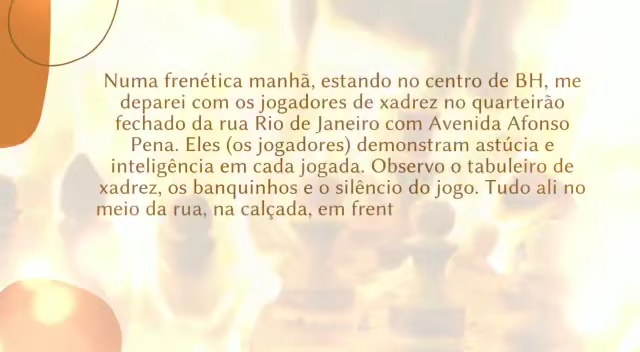 Numa frenética manhã, estando no centro de BH, me
deparei com os jogadores de xadrez no quarteirão
fechado da rua Rio de Janeiro com Avenida Afonso
Pena. Eles (os jogadores) demonstram astúcia e
inteligência em cada jogada. Observo o tabuleiro de
xadrez, os banquinhos e o silêncio do jogo. Tudo ali no
meio da rua, na calçada, em frent